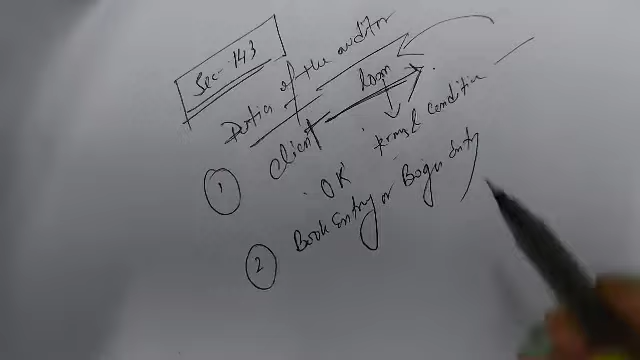 Sec-143
Duties of the auditor
1 Client loan
OK terms & condition
2 Book Entry or Bogus Entry